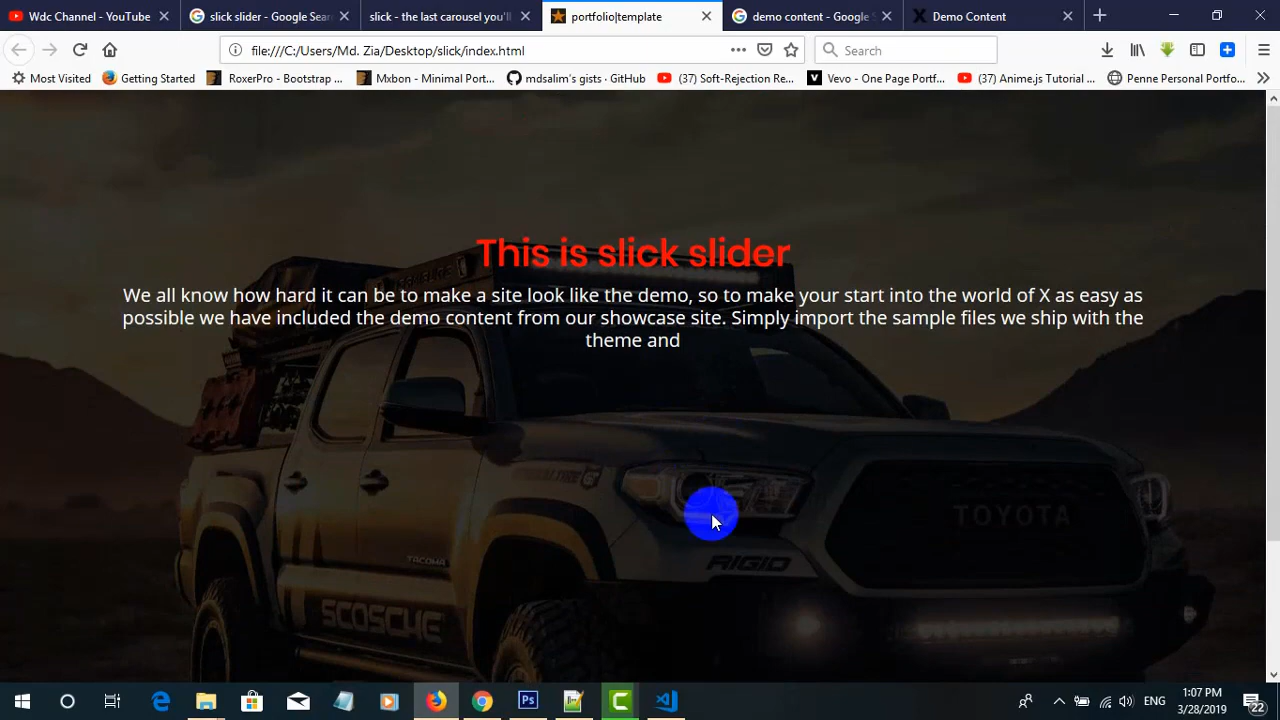 Wdc Channel - YouTube
slick slider - Google Sear
slick - the last carousel you'll
portfolio|template
demo content - Google S
Demo Content
file:///C:/Users/Md. Zia/Desktop/slick/index.html
Search
Most Visited
Getting Started
RoxerPro - Bootstrap ...
Mxbon - Minimal Port...
mdsalim's gists · GitHub
(37) Soft-Rejection Re...
Vevo - One Page Portf...
(37) Anime.js Tutorial ...
Penne Personal Portfo...
This is slick slider
We all know how hard it can be to make a site look like the demo, so to make your start into the world of X as easy as
possible we have included the demo content from our showcase site. Simply import the sample files we ship with the
theme and
TOYOTA
TACOMA
RIGID
SCOSCHE
ENG
1:07 PM
3/28/2019
22